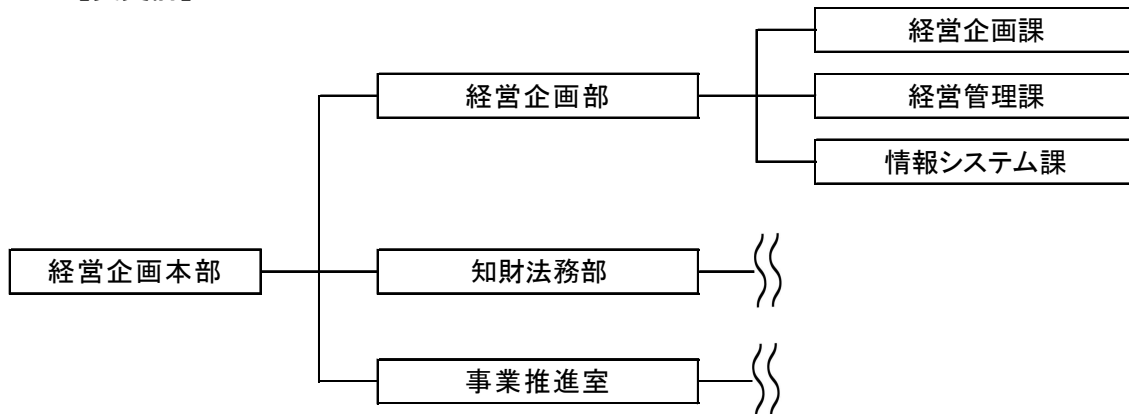 経営企画課
経営企画部
経営管理課
情報システム課
経営企画本部
知財法務部
事業推進室